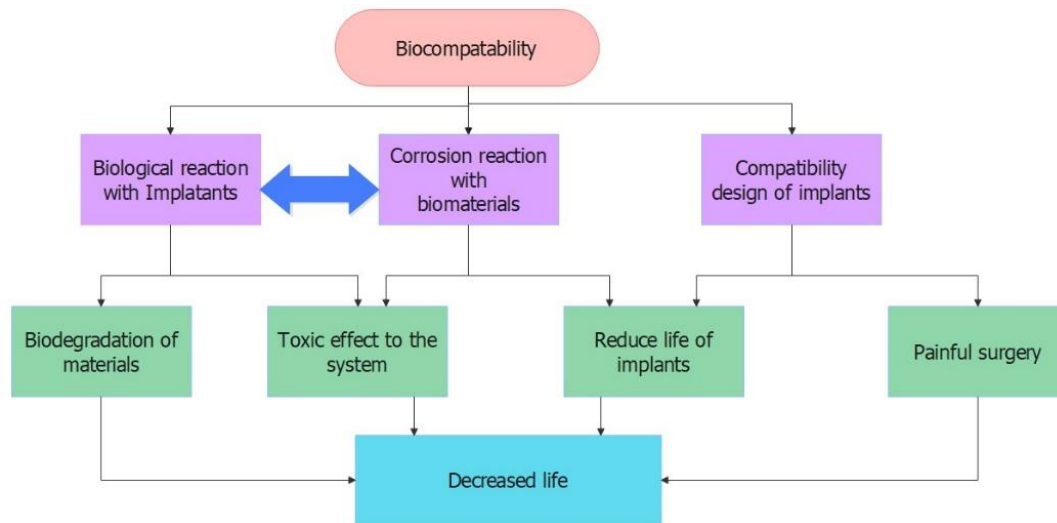 Biocompatability
Biological reaction
with Implatants
Corrosion reaction
with
biomaterials
Compatibility
design of implants
Biodegradation of
materials
Toxic effect to the
system
Reduce life of
implants
Painful surgery
Decreased life